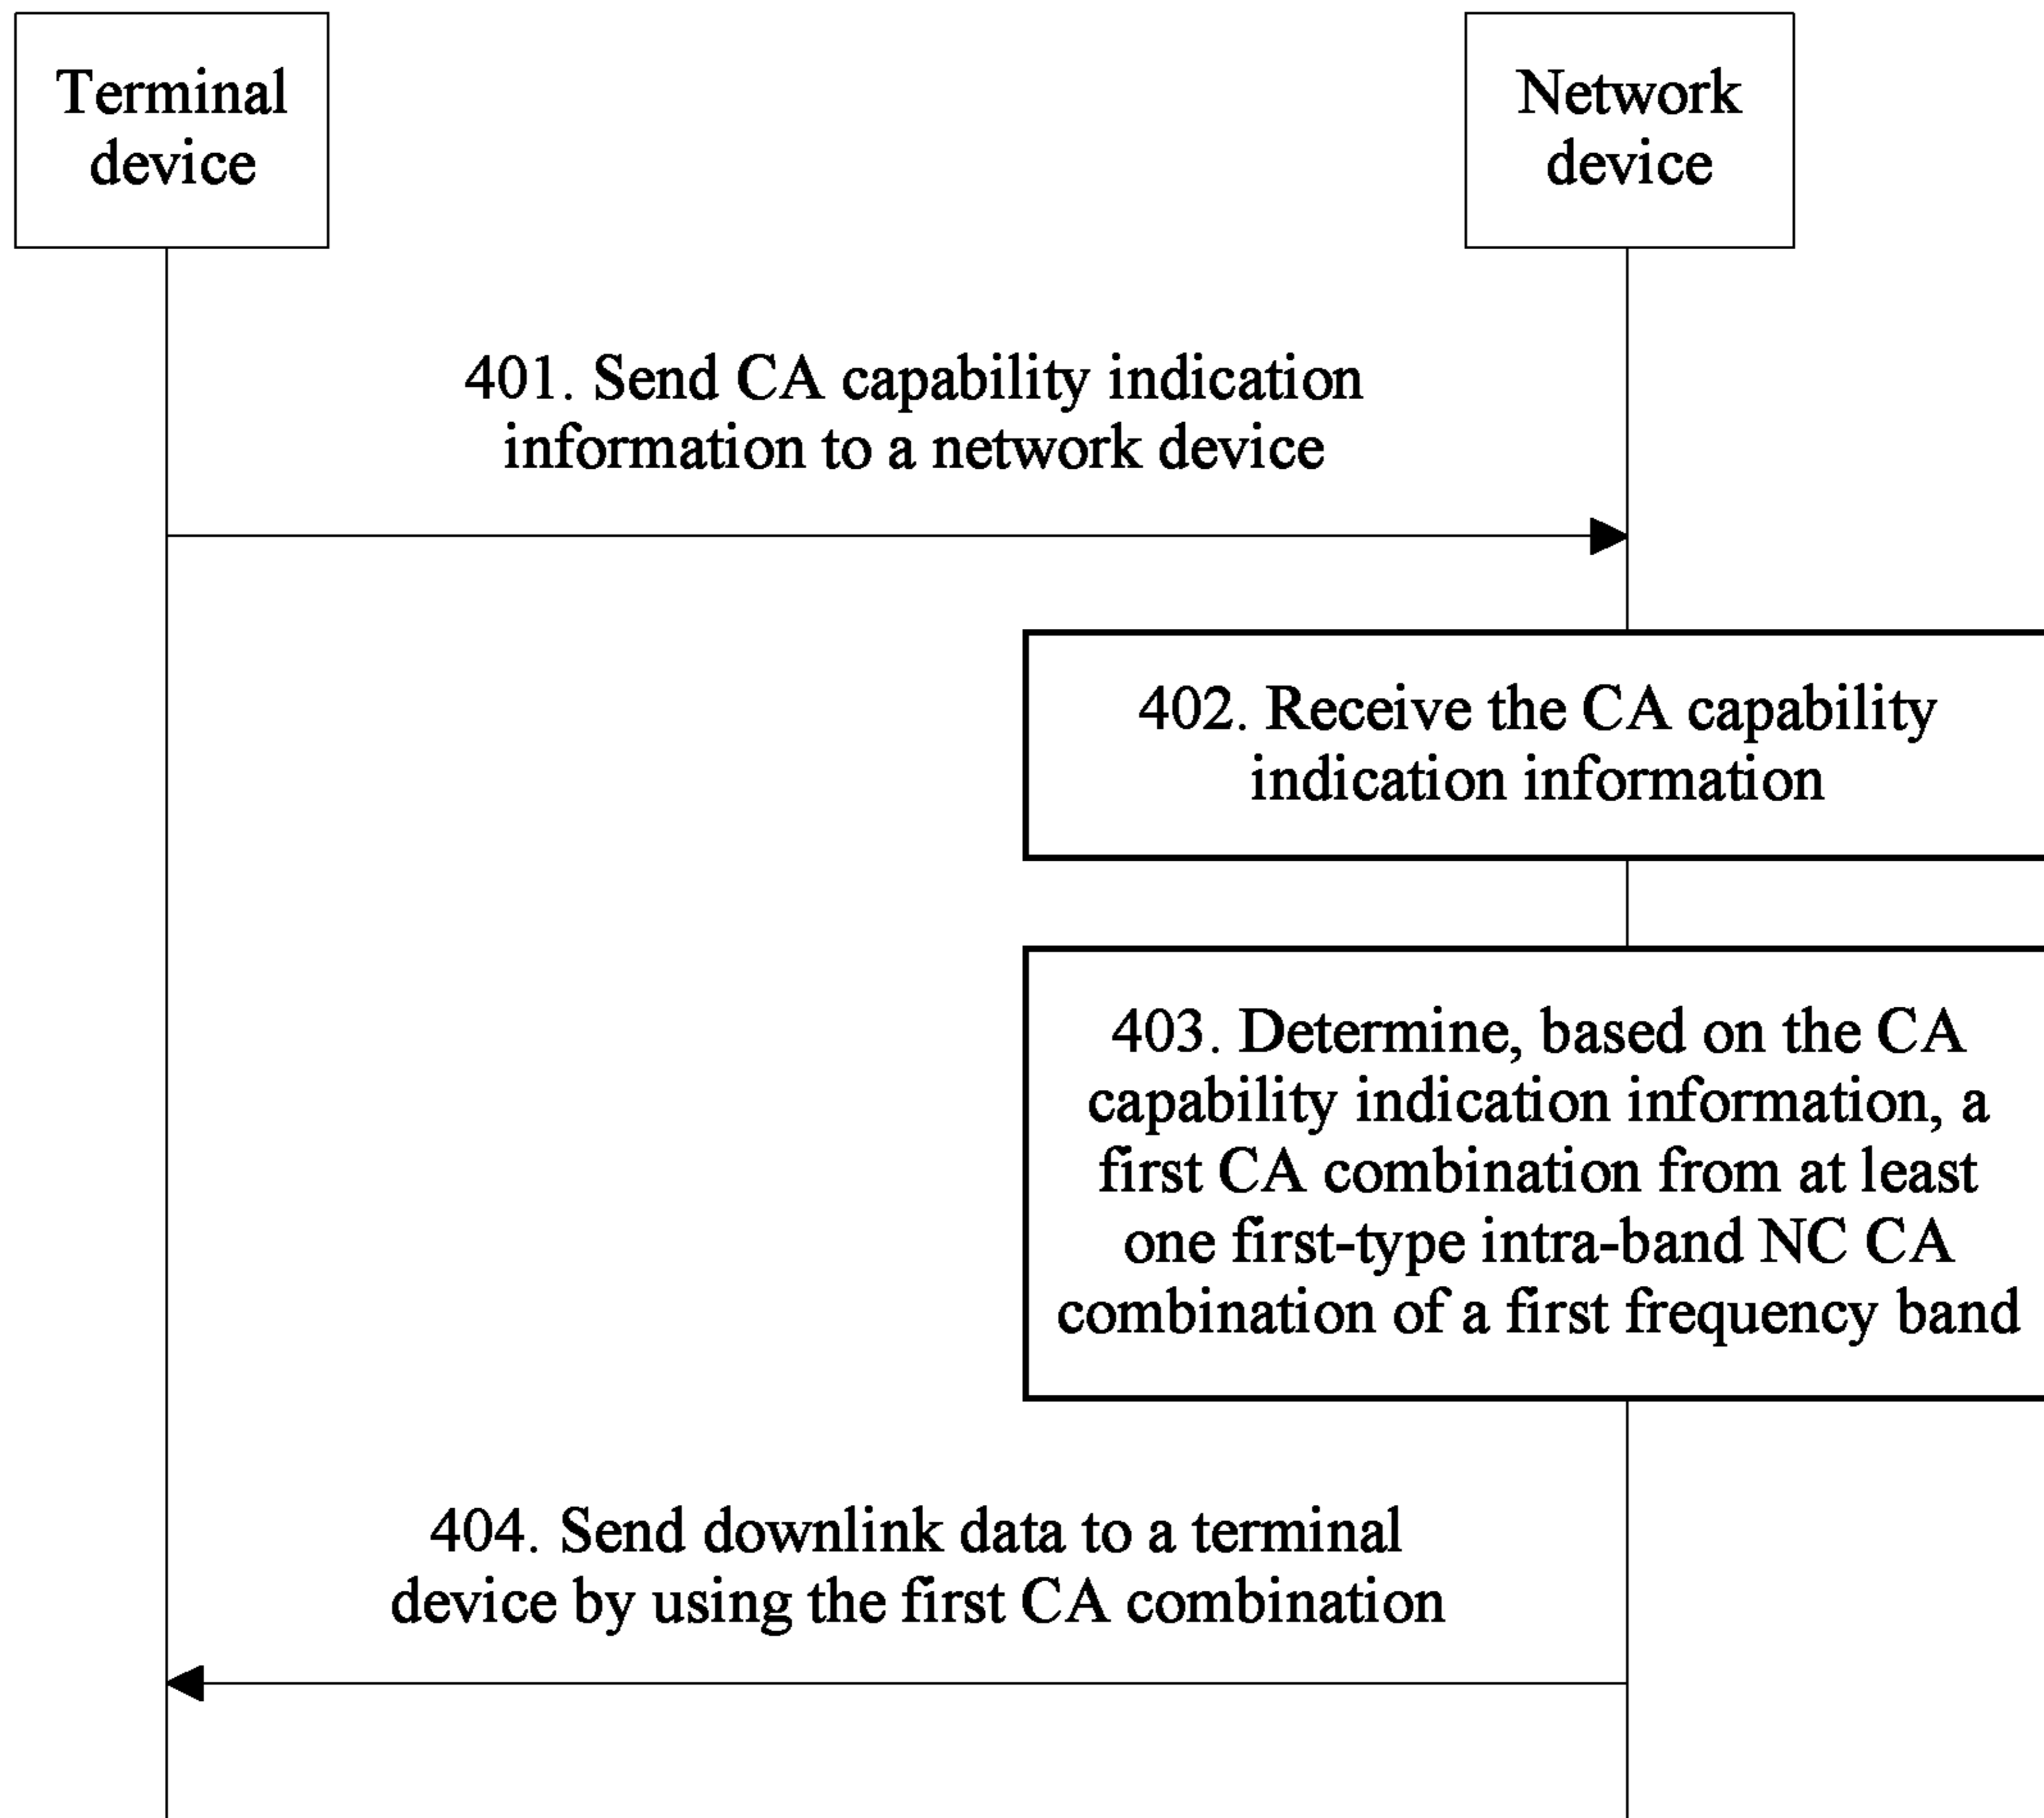 Terminal
device
Network
device
401. Send CA capability indication
information to a network device
402. Receive the CA capability
indication information
403. Determine, based on the CA
capability indication information, a
first CA combination from at least
one first-type intra-band NC CA
combination of a first frequency band
404. Send downlink data to a terminal
device by using the first CA combination